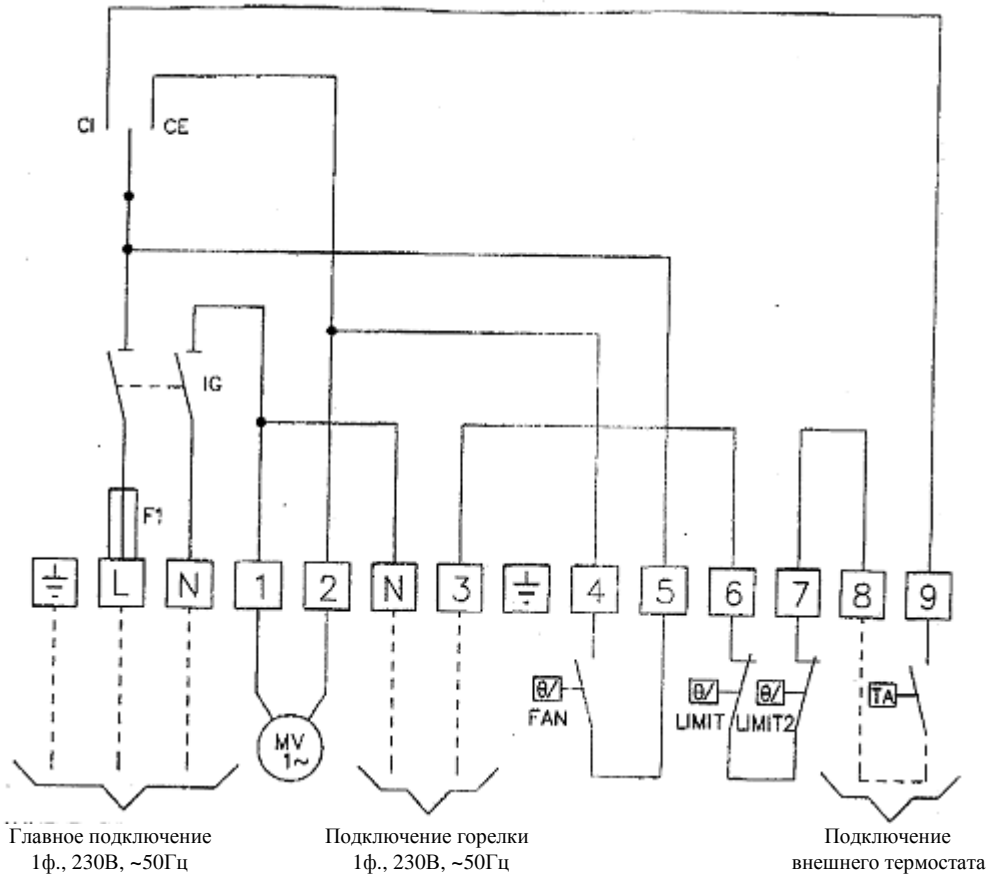 CI CE
IG
F1
L N 1 2 N 3 4 5 6 7 8 9
θ/ θ/ θ/ TA
FAN LIMIT LIMIT2
MV
1~
Главное подключение
1ф., 230В, ~50Гц
Подключение горелки
1ф., 230В, ~50Гц
Подключение
внешнего термостата